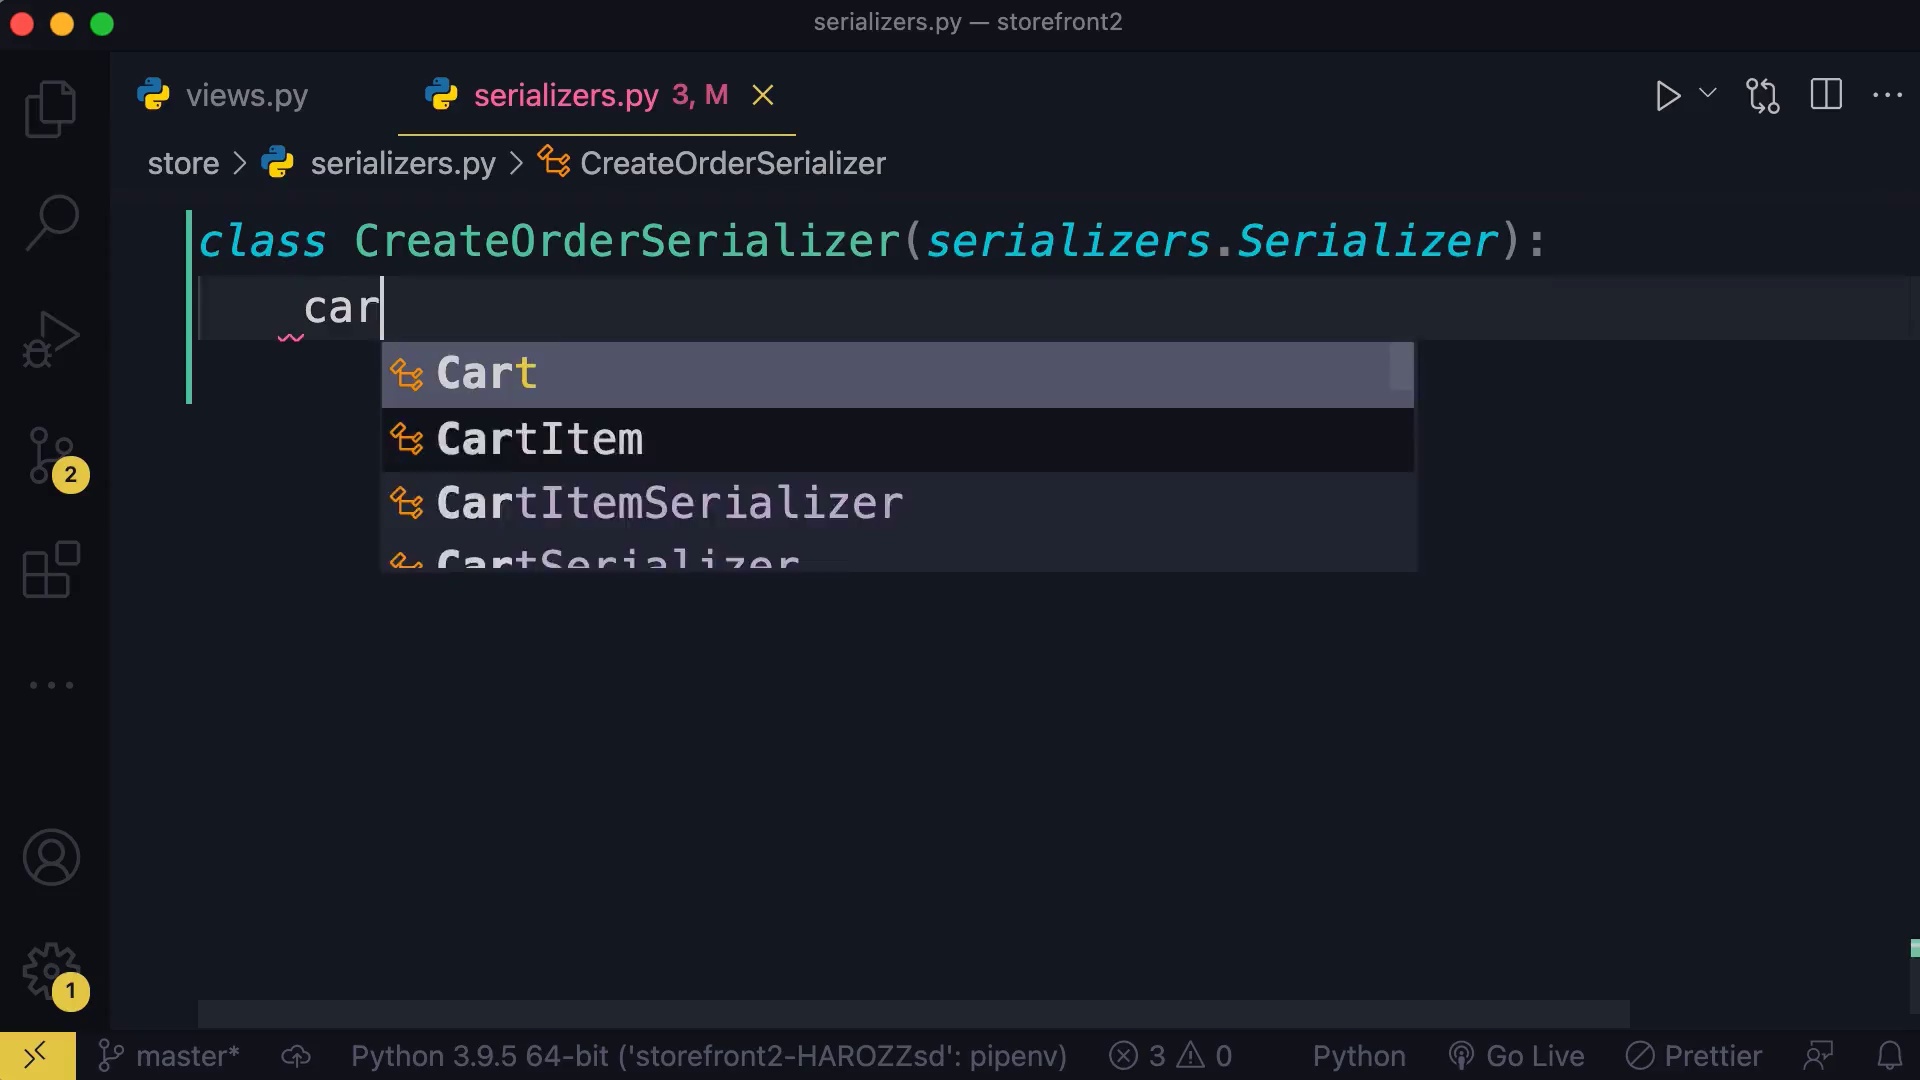 serializers.py — storefront2
views.py
serializers.py 3, M
store > serializers.py > CreateOrderSerializer
class CreateOrderSerializer(serializers.Serializer):
car
Cart
CartItem
CartItemSerializer
CartSerializer
2
1
master* Python 3.9.5 64-bit ('storefront2-HAROZZsd': pipenv) 3 0 Python Go Live Prettier